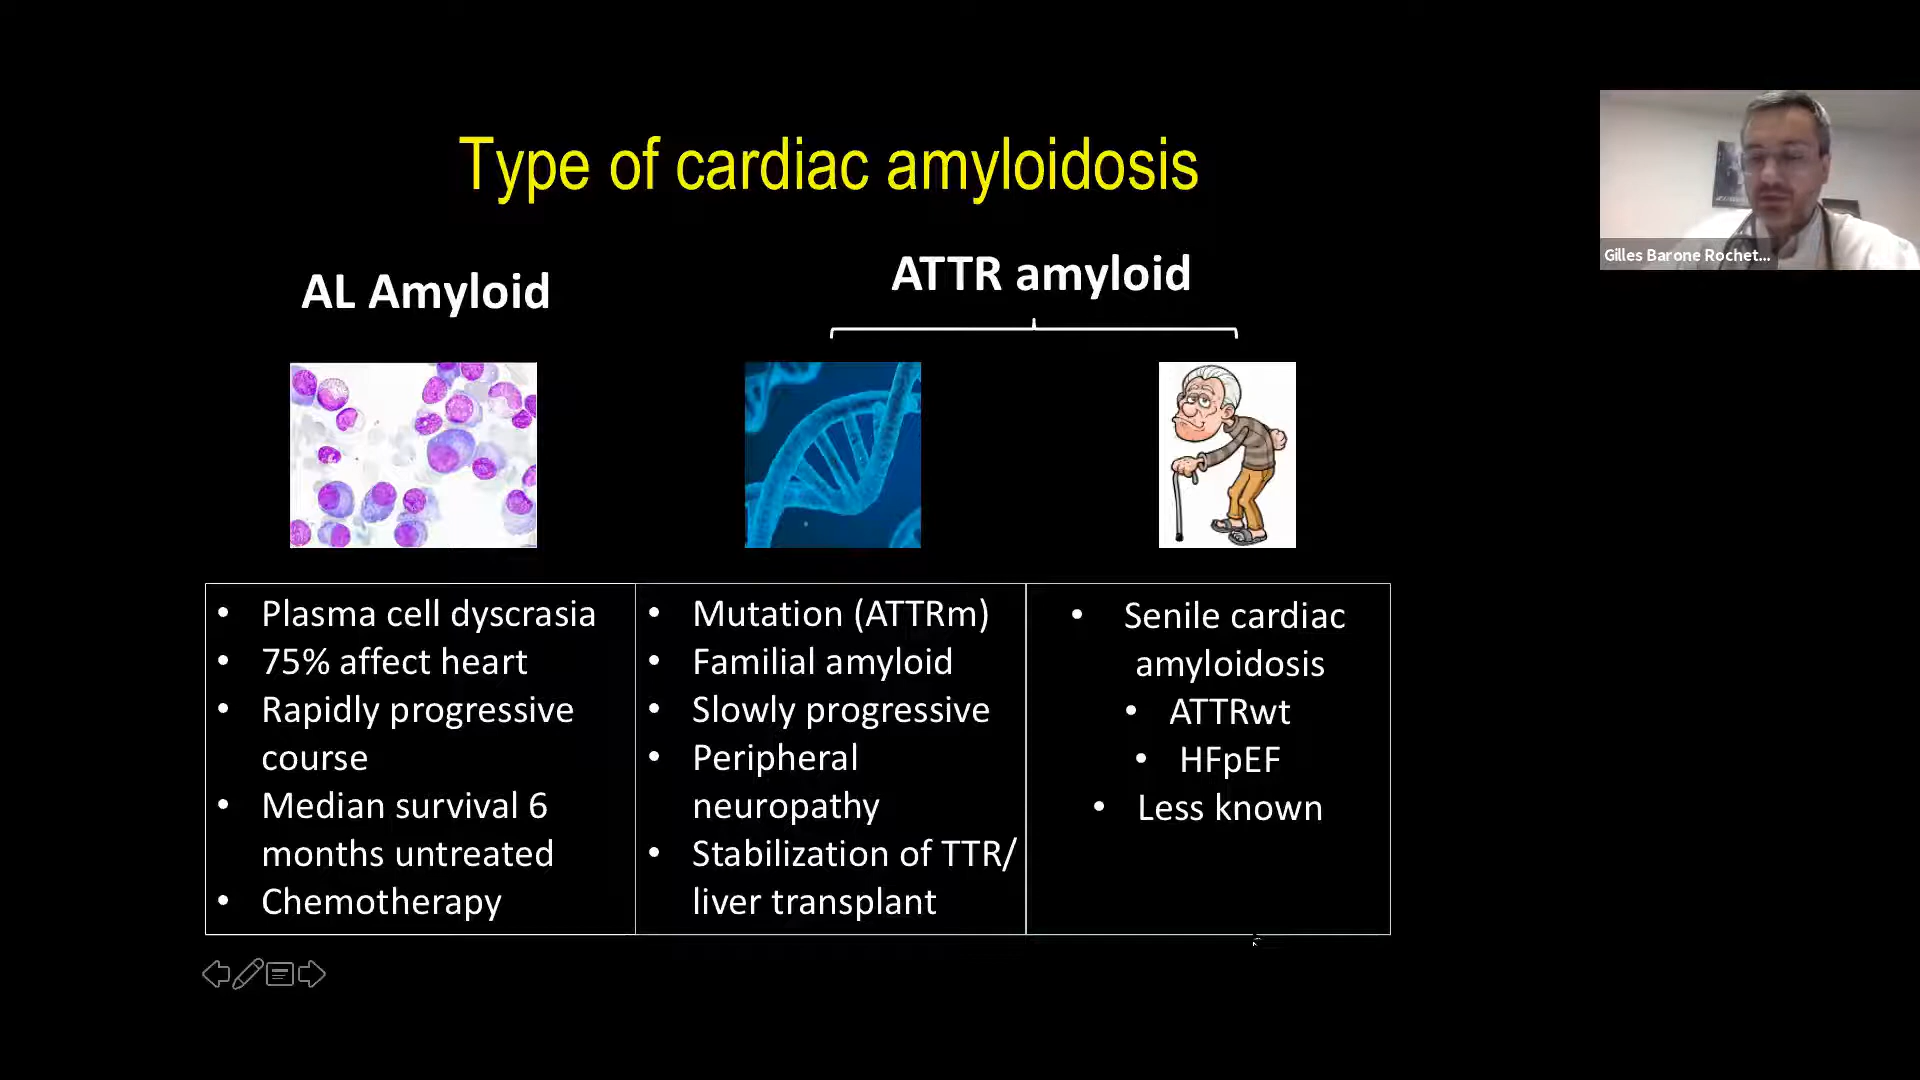 Type of cardiac amyloidosis
Gilles Barone Rochet...
AL Amyloid
ATTR amyloid
• Plasma cell dyscrasia
• 75% affect heart
• Rapidly progressive
course
• Median survival 6
months untreated
• Chemotherapy
• Mutation (ATTRm)
• Familial amyloid
• Slowly progressive
• Peripheral
neuropathy
• Stabilization of TTR/
liver transplant
• Senile cardiac
amyloidosis
• ATTRwt
• HFpEF
• Less known